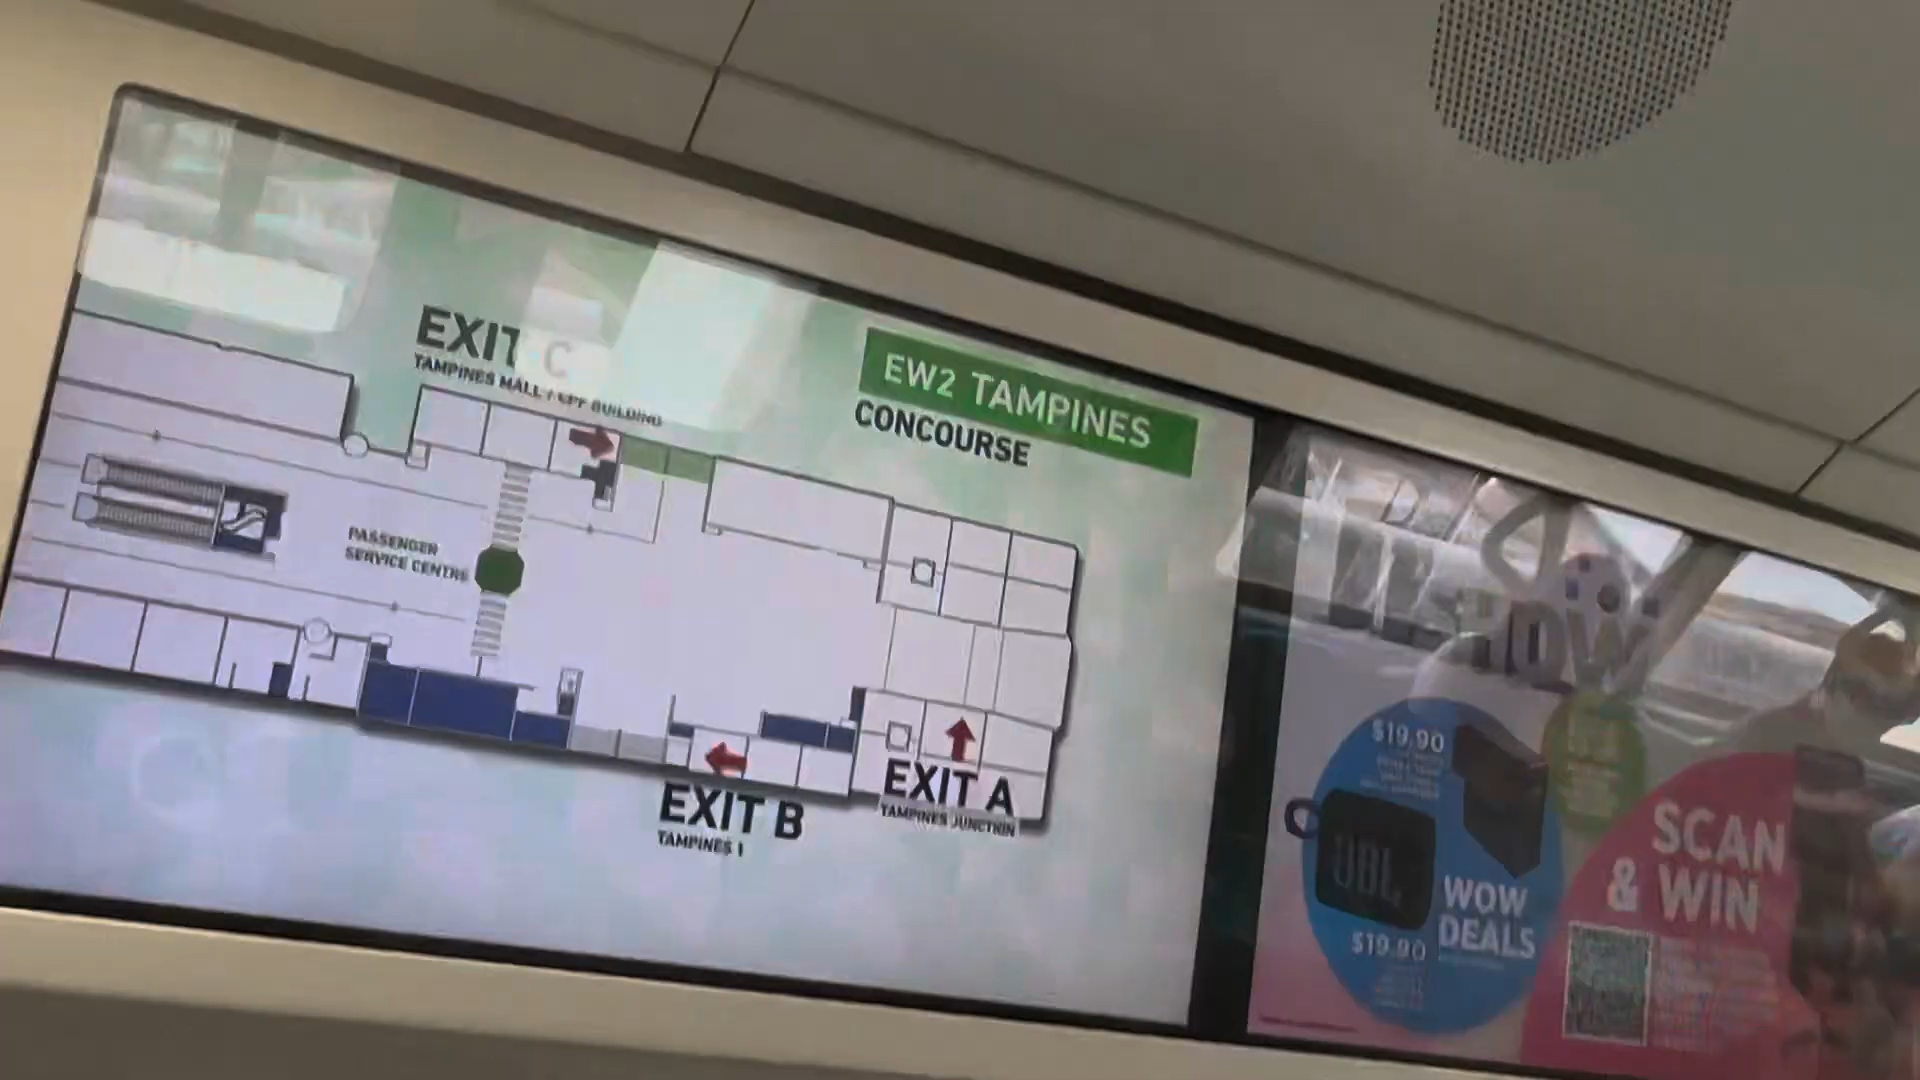 EXIT C
TAMPINES MALL / CPF BUILDING
EW2 TAMPINES
CONCOURSE
PASSENGER
SERVICE CENTRE
EXIT B
TAMPINES 1
EXIT A
TAMPINES JUNCTION
$19.90
JBL
WOW
DEALS
$19.90
SCAN
& WIN